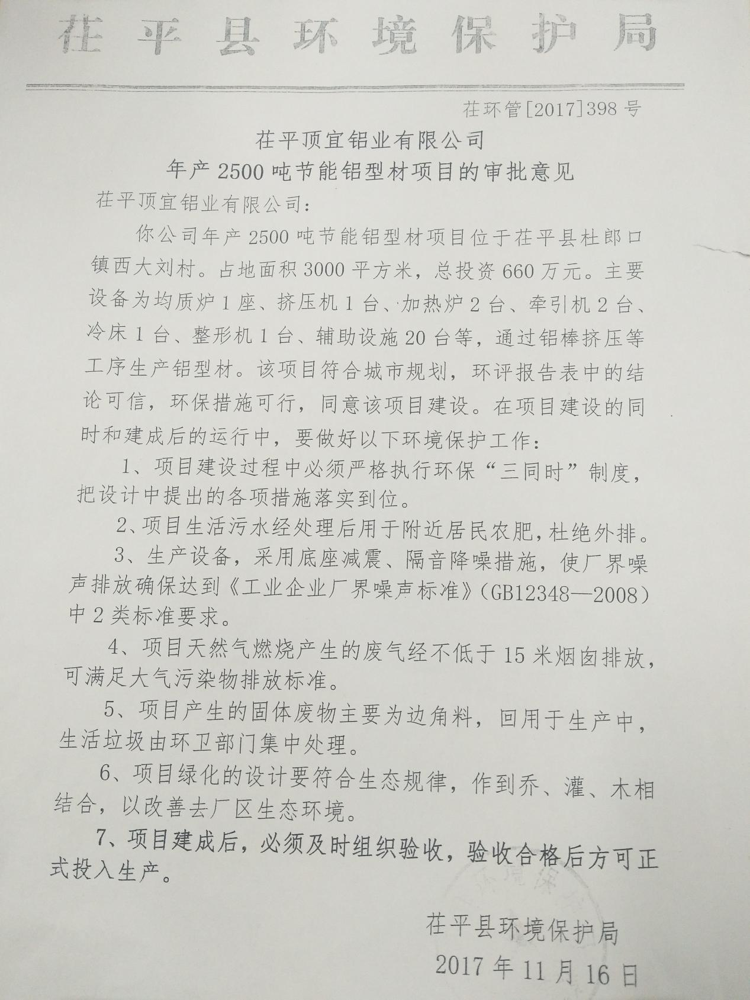 茌平县环境保护局
茌环管[2017]398号
茌平顶宜铝业有限公司
年产2500吨节能铝型材项目的审批意见
茌平顶宜铝业有限公司：
你公司年产2500吨节能铝型材项目位于茌平县杜郎口
镇西大刘村。占地面积3000平方米，总投资660万元。主要
设备为均质炉1座、挤压机1台、加热炉2台、牵引机2台、
冷床1台、整形机1台、辅助设施20台等，通过铝棒挤压等
工序生产铝型材。该项目符合城市规划，环评报告表中的结
论可信，环保措施可行，同意该项目建设。在项目建设的同
时和建成后的运行中，要做好以下环境保护工作：
1、项目建设过程中必须严格执行环保“三同时”制度，
把设计中提出的各项措施落实到位。
2、项目生活污水经处理后用于附近居民农肥，杜绝外排。
3、生产设备，采用底座减震、隔音降噪措施，使厂界噪
声排放确保达到《工业企业厂界噪声标准》（GB12348—2008）
中2类标准要求。
4、项目天然气燃烧产生的废气经不低于15米烟囱排放，
可满足大气污染物排放标准。
5、项目产生的固体废物主要为边角料，回用于生产中，
生活垃圾由环卫部门集中处理。
6、项目绿化的设计要符合生态规律，作到乔、灌、木相
结合，以改善去厂区生态环境。
7、项目建成后，必须及时组织验收，验收合格后方可正
式投入生产。
茌平县环境保护局
2017年11月16日